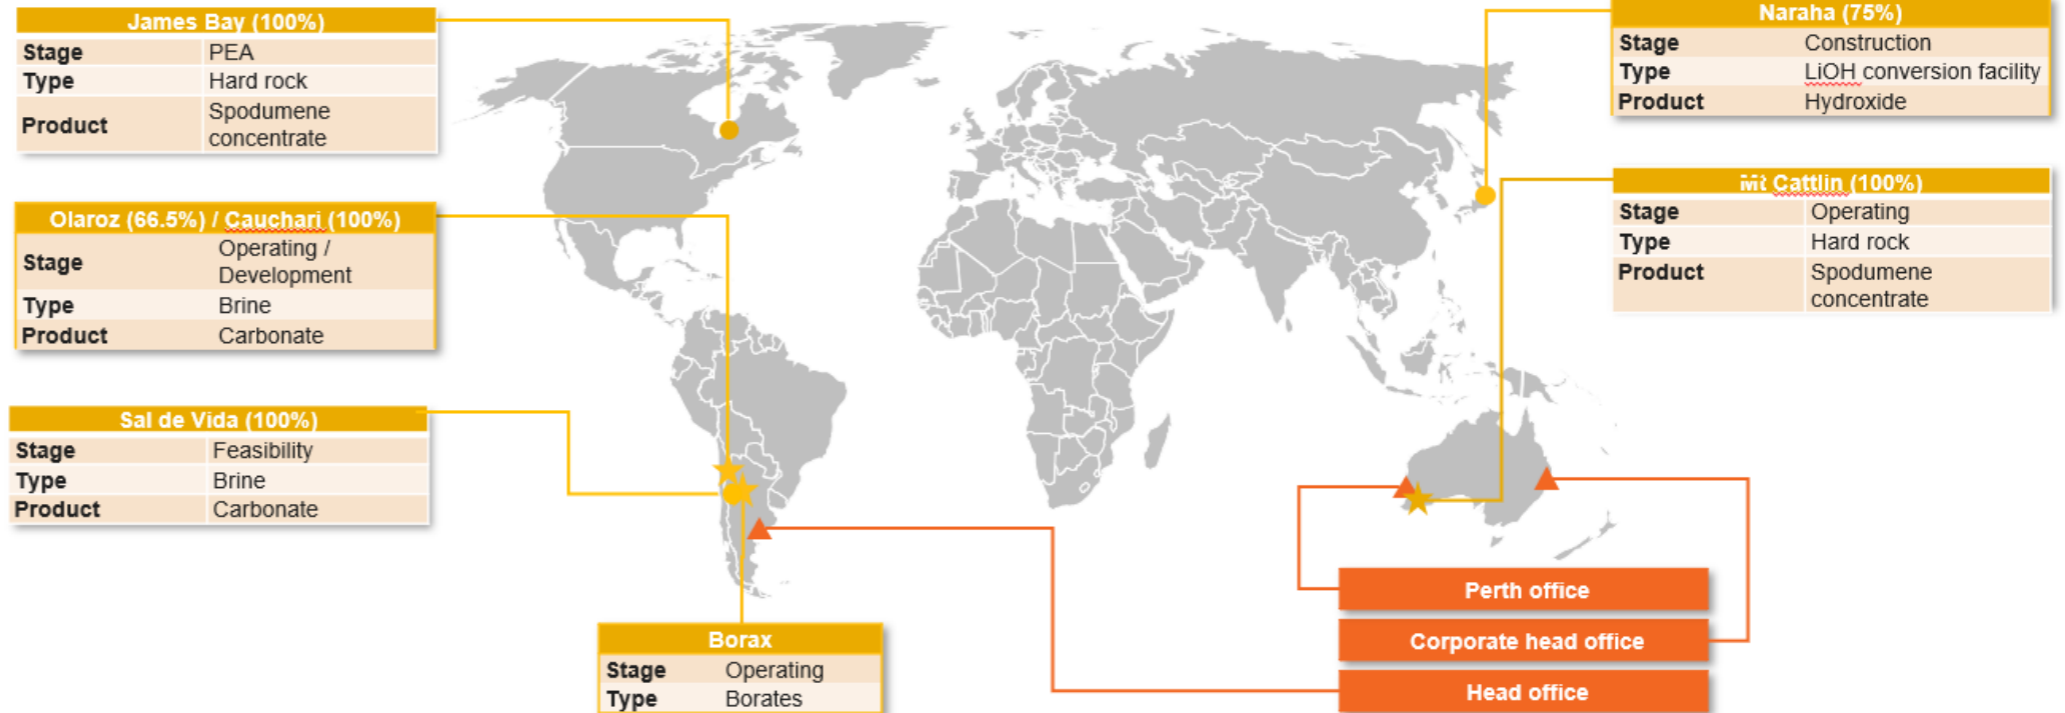 James Bay (100%)
Stage PEA
Type Hard rock
Product Spodumene
concentrate
Olaroz (66.5%) / Cauchari (100%)
Stage Operating /
Development
Type Brine
Product Carbonate
Sal de Vida (100%)
Stage Feasibility
Type Brine
Product Carbonate
Borax
Stage Operating
Type Borates
Naraha (75%)
Stage Construction
Type LiOH conversion facility
Product Hydroxide
Mt Cattlin (100%)
Stage Operating
Type Hard rock
Product Spodumene
concentrate
Perth office
Corporate head office
Head office